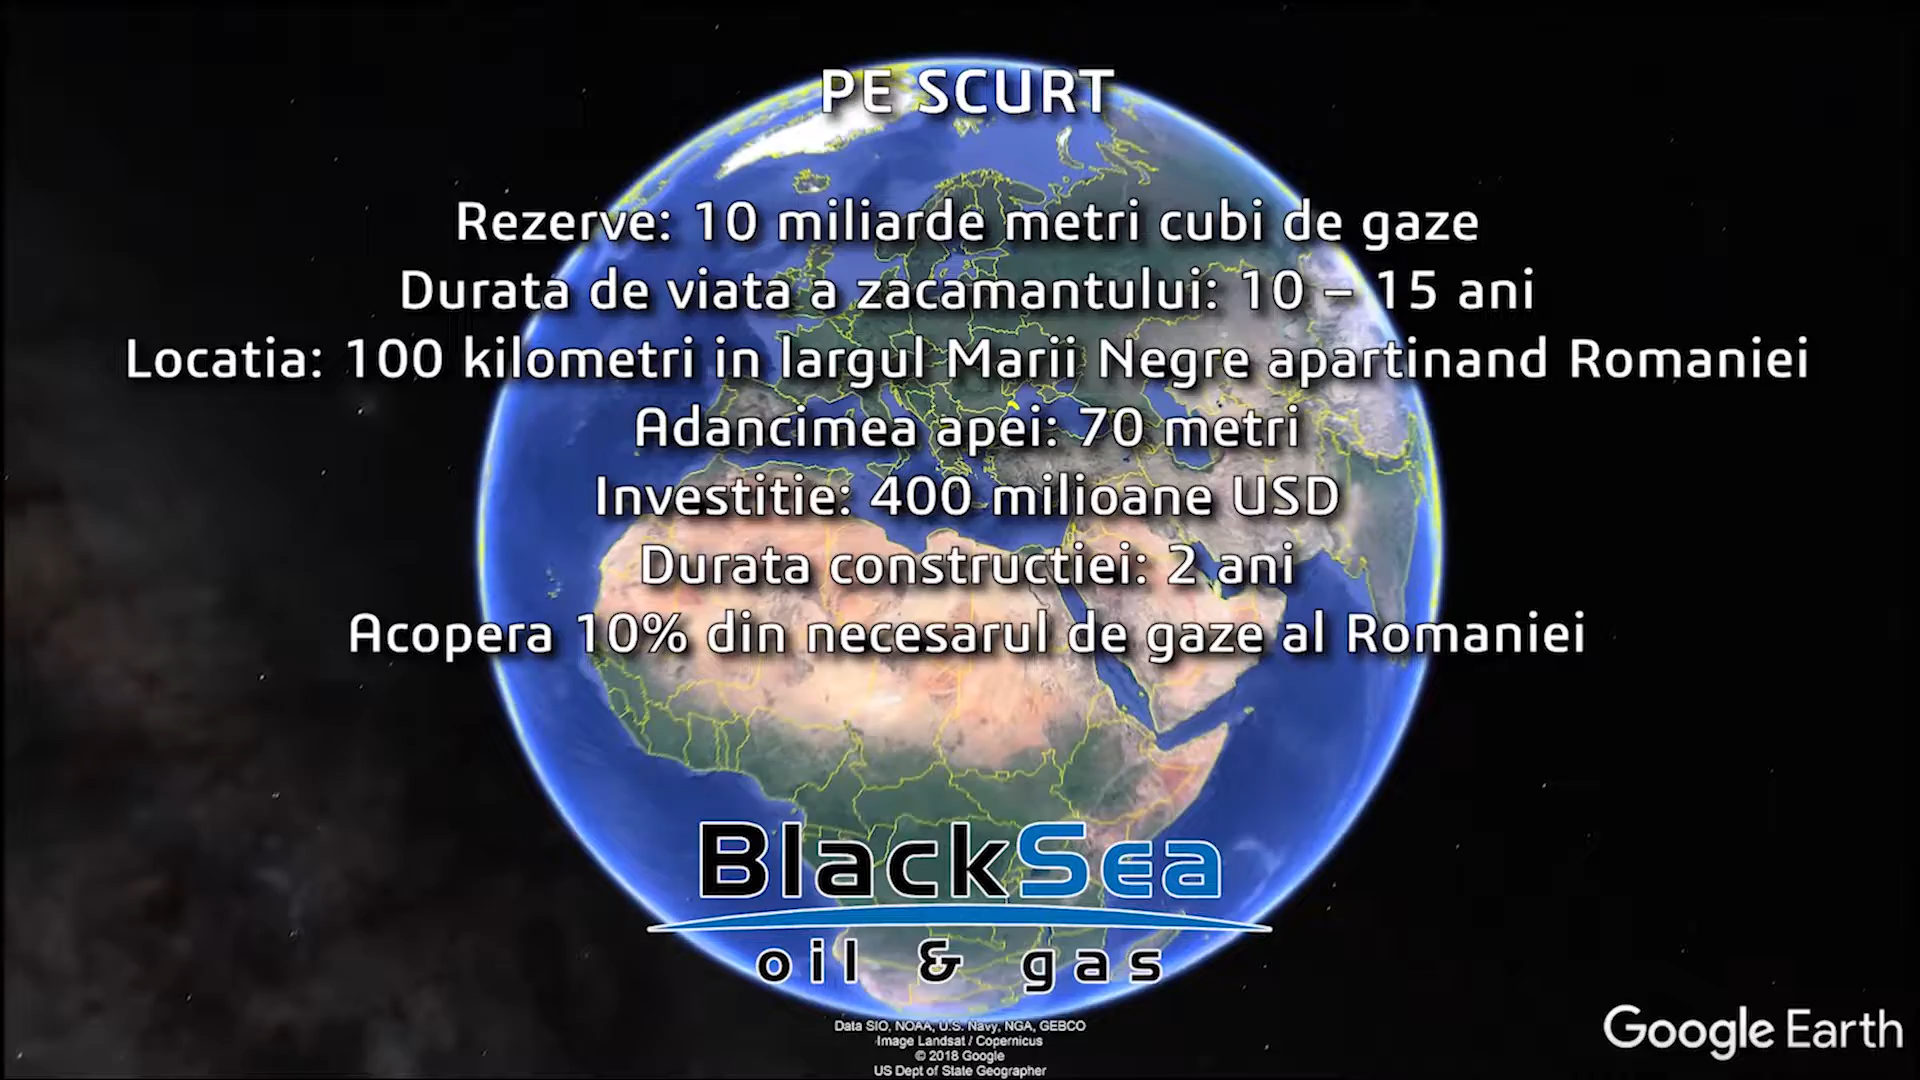 PE SCURT
Rezerve: 10 miliarde metri cubi de gaze
Durata de viata a zacamantului: 10 – 15 ani
Locatia: 100 kilometri in largul Marii Negre apartinand Romaniei
Adancimea apei: 70 metri
Investitie: 400 milioane USD
Durata constructiei: 2 ani
Acopera 10% din necesarul de gaze al Romaniei
BlackSea
oil & gas
Data SIO, NOAA, U.S. Navy, NGA, GEBCO
Image Landsat / Copernicus
© 2018 Google
US Dept of State Geographer
Google Earth